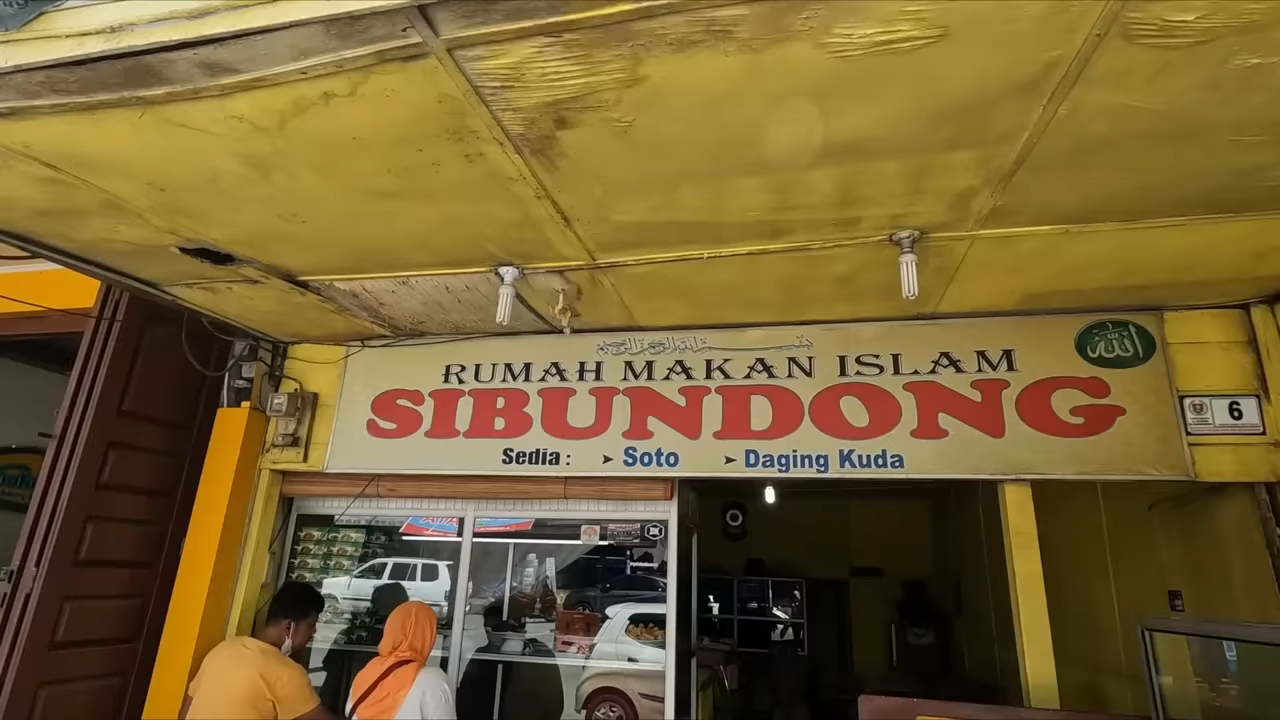 بسم الله الرحمن الرحيم
RUMAH MAKAN ISLAM
الله
SIBUNDONG
Sedia : ➤ Soto ➤ Daging Kuda
6